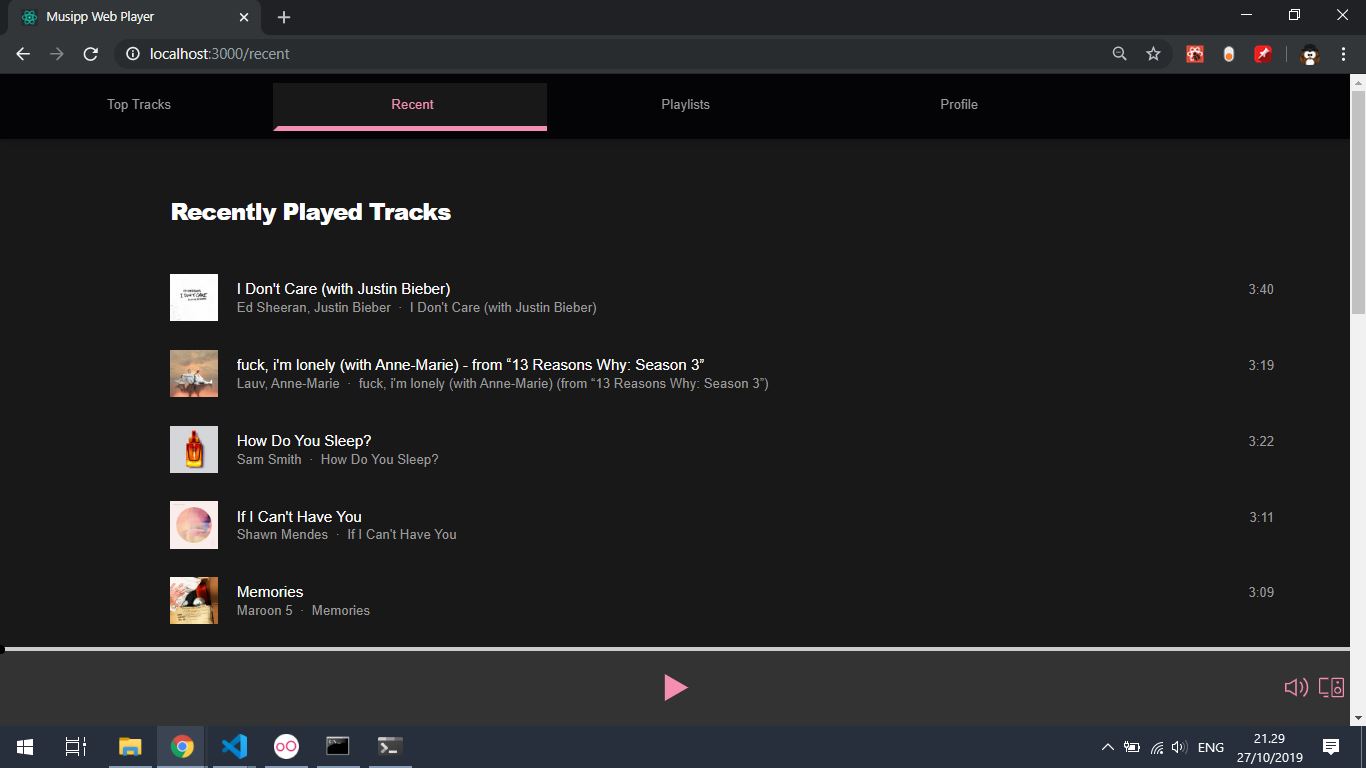 Musipp Web Player
localhost:3000/recent
Top Tracks
Recent
Playlists
Profile
Recently Played Tracks
I DON'T CARE
I Don't Care (with Justin Bieber)
3:40
Ed Sheeran, Justin Bieber · I Don't Care (with Justin Bieber)
fuck, i'm lonely (with Anne-Marie) - from “13 Reasons Why: Season 3”
3:19
Lauv, Anne-Marie · fuck, i'm lonely (with Anne-Marie) (from “13 Reasons Why: Season 3”)
How Do You Sleep?
3:22
Sam Smith · How Do You Sleep?
If I Can't Have You
3:11
Shawn Mendes · If I Can't Have You
Memories
3:09
Maroon 5 · Memories
ENG
21.29
27/10/2019